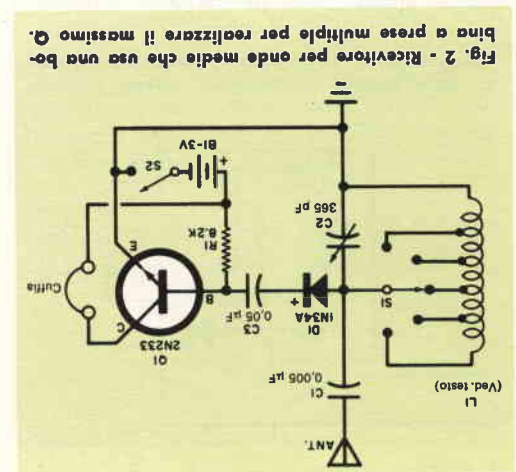 ANT.
C1
0,005 µF
L1
(Ved. testo)
S1
D1
1N34A
+
C3
0,05 µF
Q1
2N233
B
C
E
Cuffia
C2
365 pF
R1
8.2K
+
B1-3V
S2
Fig. 2 - Ricevitore per onde medie che usa una bo-
bina a prese multiple per realizzare il massimo Q.